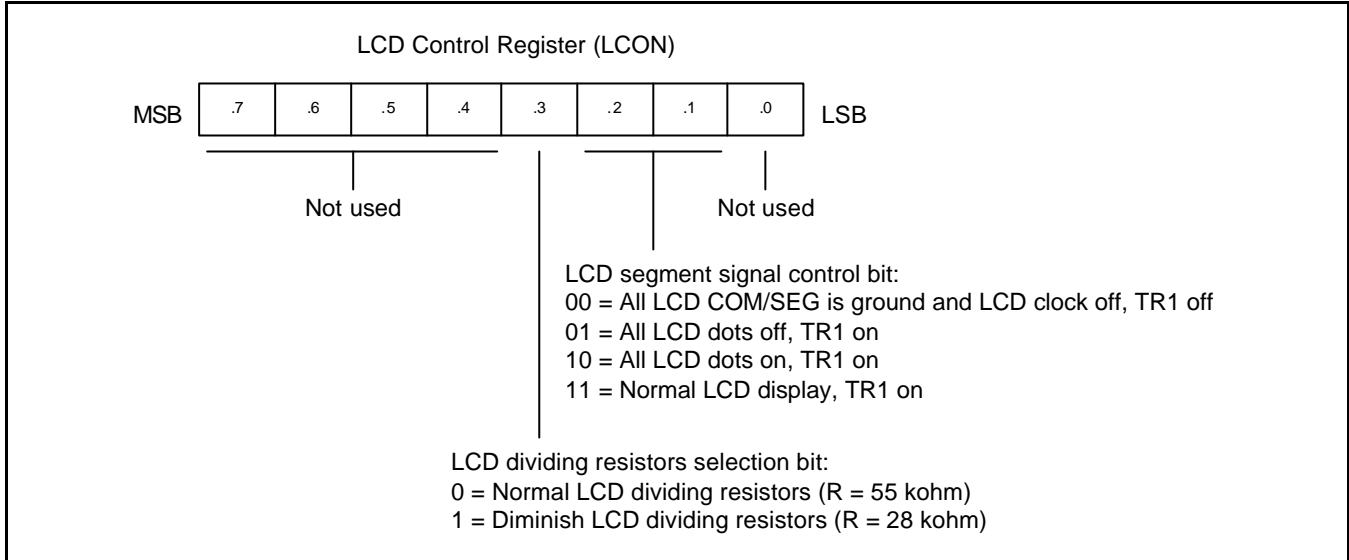 LCD Control Register (LCON)
MSB .7 .6 .5 .4 .3 .2 .1 .0 LSB
Not used Not used
LCD segment signal control bit:
00 = All LCD COM/SEG is ground and LCD clock off, TR1 off
01 = All LCD dots off, TR1 on
10 = All LCD dots on, TR1 on
11 = Normal LCD display, TR1 on
LCD dividing resistors selection bit:
0 = Normal LCD dividing resistors (R = 55 kohm)
1 = Diminish LCD dividing resistors (R = 28 kohm)